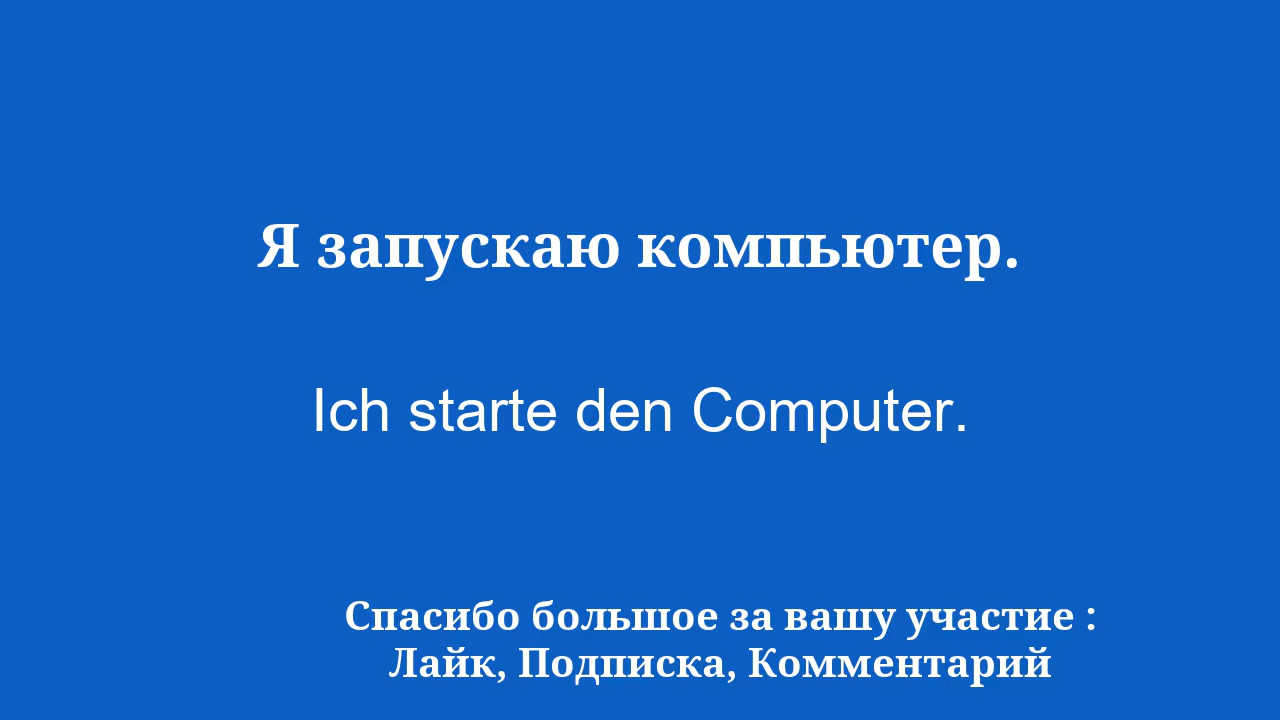 Я запускаю компьютер.
Ich starte den Computer.
Спасибо большое за вашу участие :
Лайк, Подписка, Комментарий